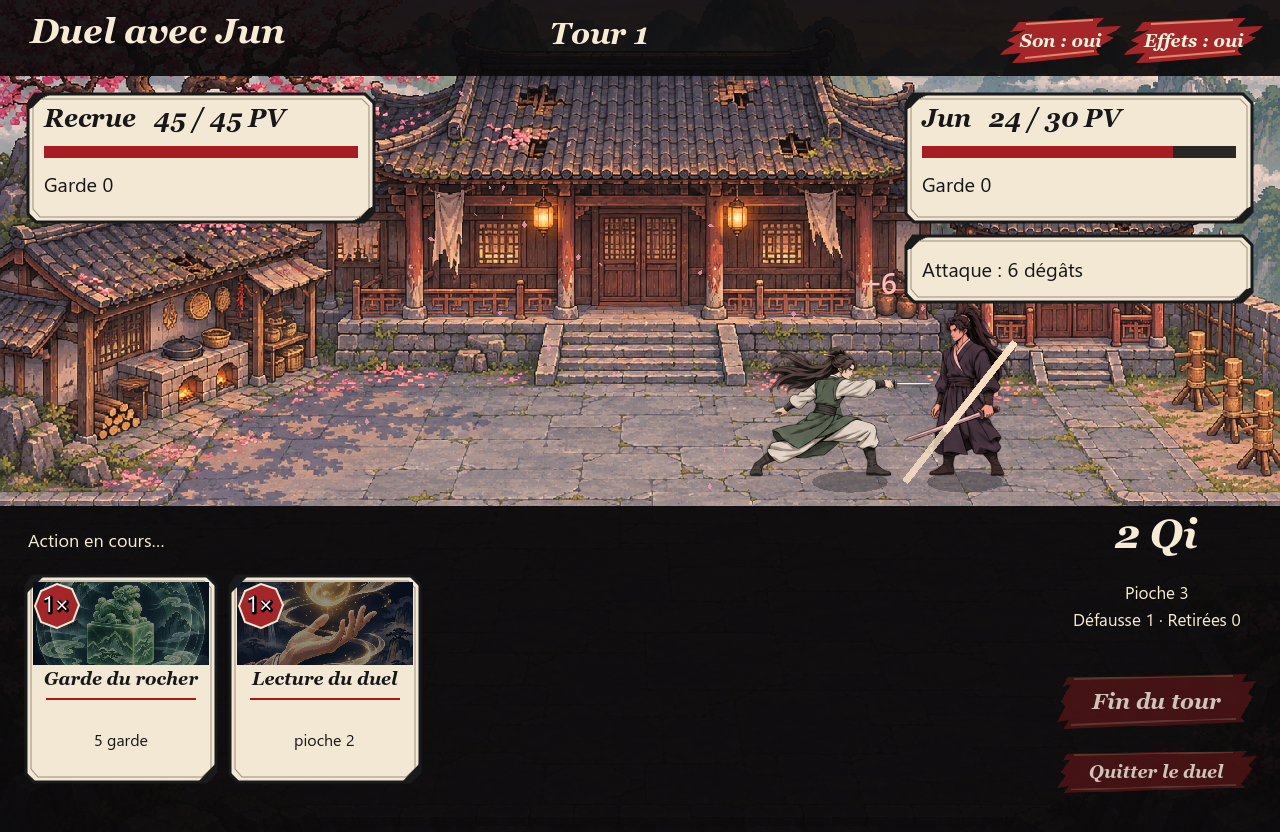 Duel avec Jun
Tour 1
Son : oui
Effets : oui
Recrue 45 / 45 PV
Garde 0
Jun 24 / 30 PV
Garde 0
Attaque : 6 dégâts
−6
2 Qi
Action en cours...
Pioche 3
Défausse 1 · Retirées 0
1×
Garde du rocher
5 garde
1×
Lecture du duel
pioche 2
Fin du tour
Quitter le duel